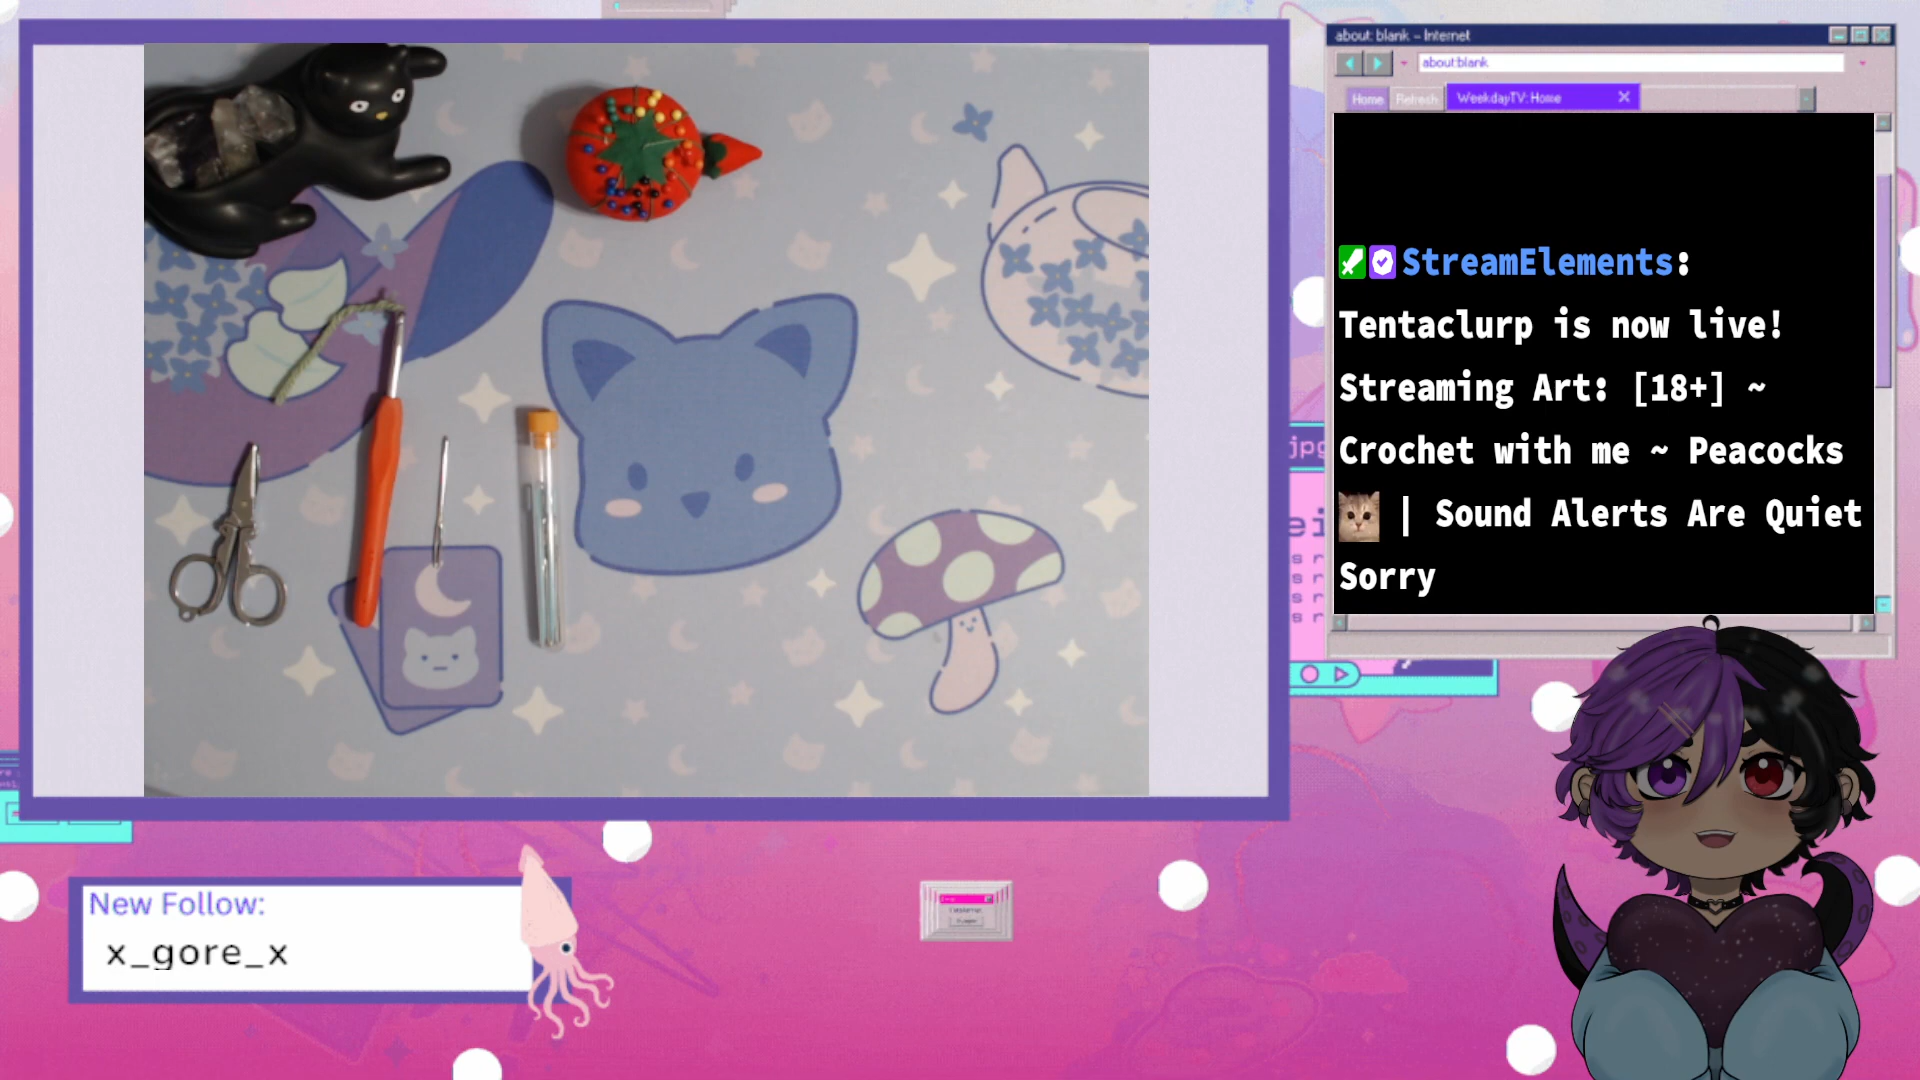 about: blank - Internet
about:blank
Home
Refresh
WeekdayTV: Home
StreamElements:
Tentaclurp is now live!
Streaming Art: [18+] ~
Crochet with me ~ Peacocks
| Sound Alerts Are Quiet
Sorry
jpg
New Follow:
x_gore_x